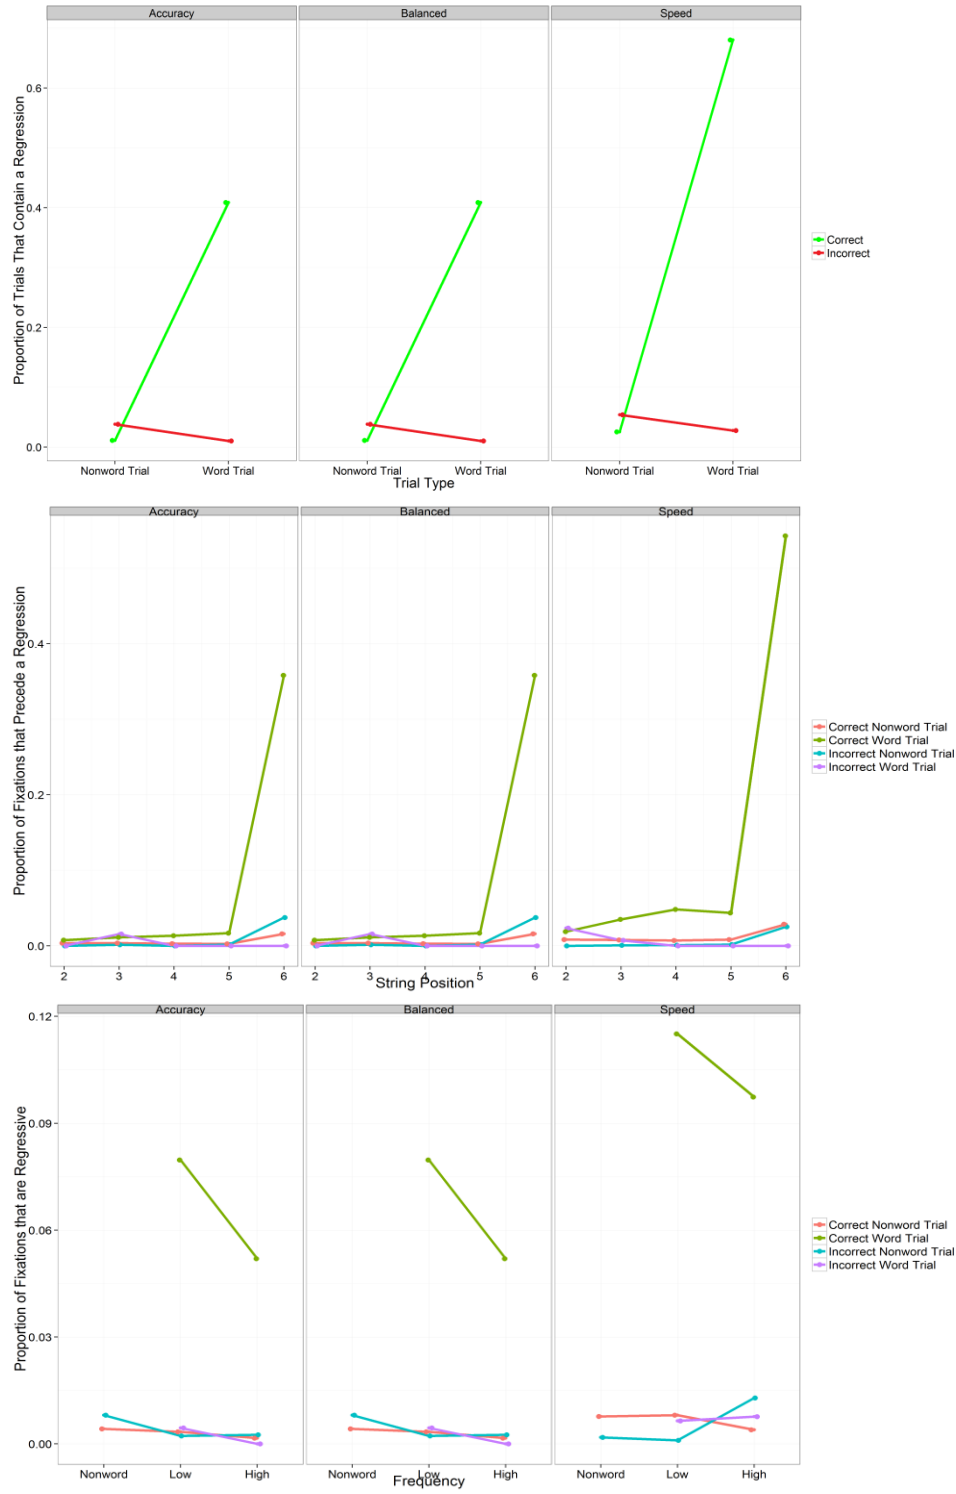 Accuracy Balanced Speed
Proportion of Trials That Contain a Regression
0.6
0.4
0.2
0.0
Correct
Incorrect
Nonword Trial Word Trial Nonword Trial Word Trial Nonword Trial Word Trial
Trial Type
Accuracy Balanced Speed
Proportion of Fixations that Precede a Regression
0.4
0.2
0.0
Correct Nonword Trial
Correct Word Trial
Incorrect Nonword Trial
Incorrect Word Trial
2 3 4 5 6 2 3 4 5 6 2 3 4 5 6
String Position
Accuracy Balanced Speed
Proportion of Fixations that are Regressive
0.12
0.09
0.06
0.03
0.00
Correct Nonword Trial
Correct Word Trial
Incorrect Nonword Trial
Incorrect Word Trial
Nonword Low High Nonword Low High Nonword Low High
Frequency